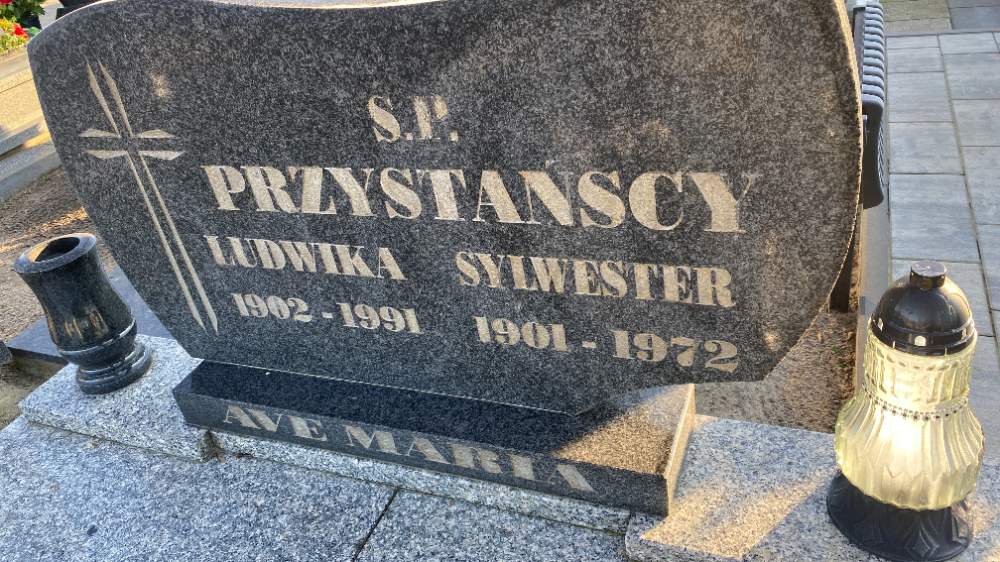 S.P.
PRZYSTAŃSCY
LUDWIKA SYLWESTER
1902 - 1991 1901 - 1972
AVE MARIA